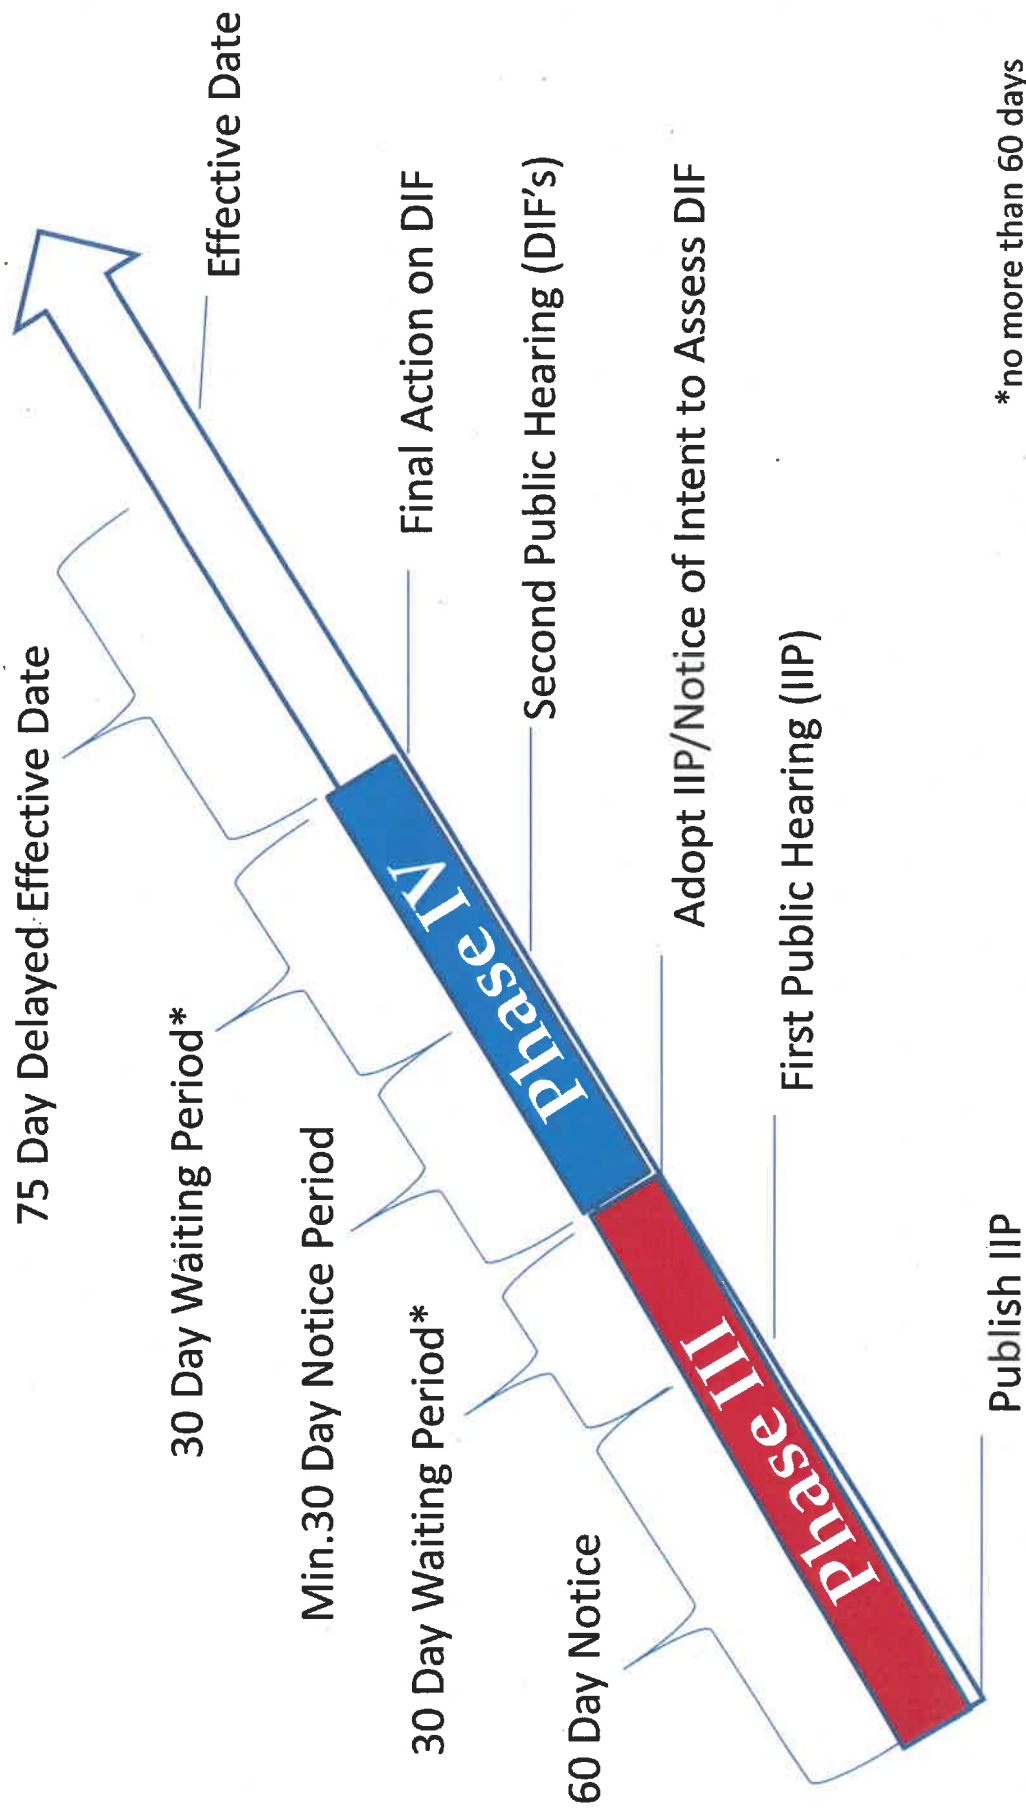 75 Day Delayed Effective Date
30 Day Waiting Period*
Min.30 Day Notice Period
30 Day Waiting Period*
60 Day Notice
Phase III
Phase IV
Effective Date
Final Action on DIF
Second Public Hearing (DIF's)
Adopt IIP/Notice of Intent to Assess DIF
First Public Hearing (IIP)
Publish IIP
*no more than 60 days